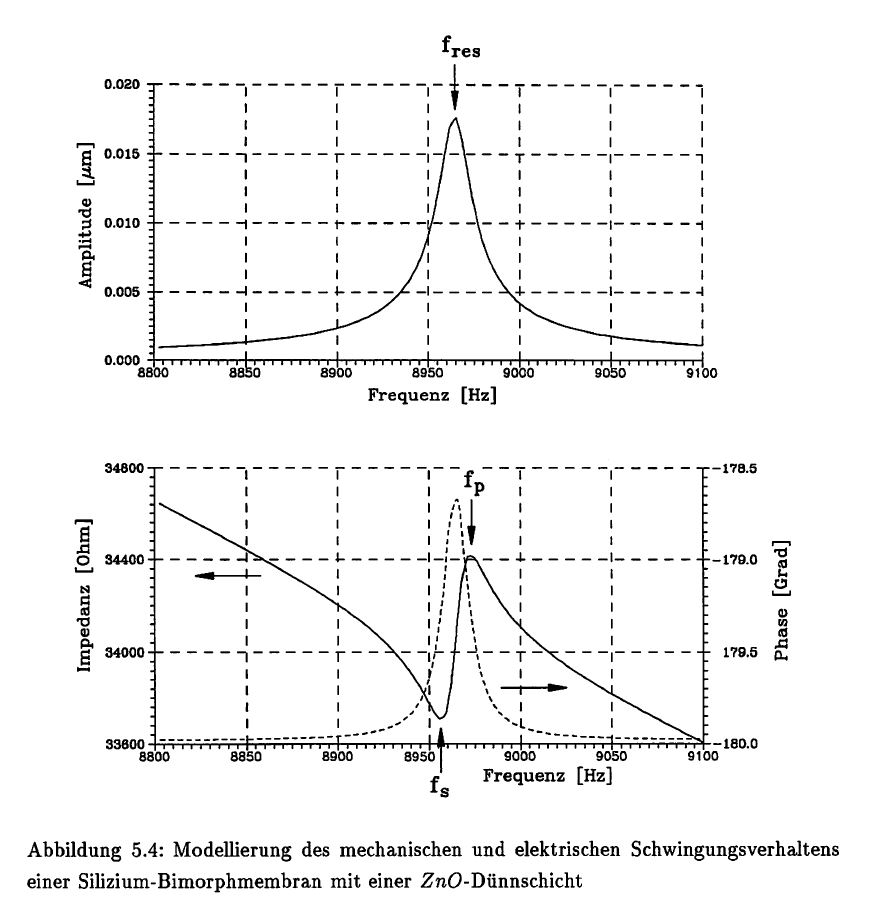 f_res
0.020
0.015
0.010
0.005
0.000
Amplitude [μm]
8800 8850 8900 8950 9000 9050 9100
Frequenz [Hz]
34800
34400
34000
33600
Impedanz [Ohm]
f_p
-178.5
-179.0
179.5
-180.0
Phase [Grad]
8800 8850 8900 8950 9000 9050 9100
f_s
Frequenz [Hz]
Abbildung 5.4: Modellierung des mechanischen und elektrischen Schwingungsverhaltens
einer Silizium-Bimorphmembran mit einer ZnO-Dünnschicht